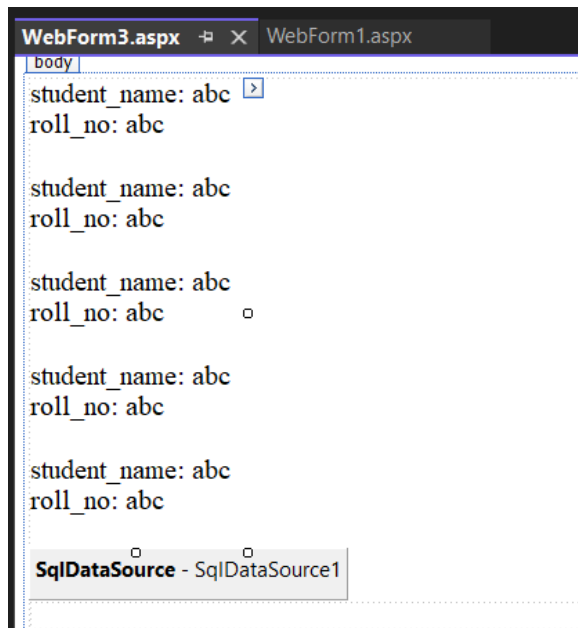 WebForm3.aspx WebForm1.aspx
body
student_name: abc
roll_no: abc
student_name: abc
roll_no: abc
student_name: abc
roll_no: abc
student_name: abc
roll_no: abc
student_name: abc
roll_no: abc
SqlDataSource - SqlDataSource1